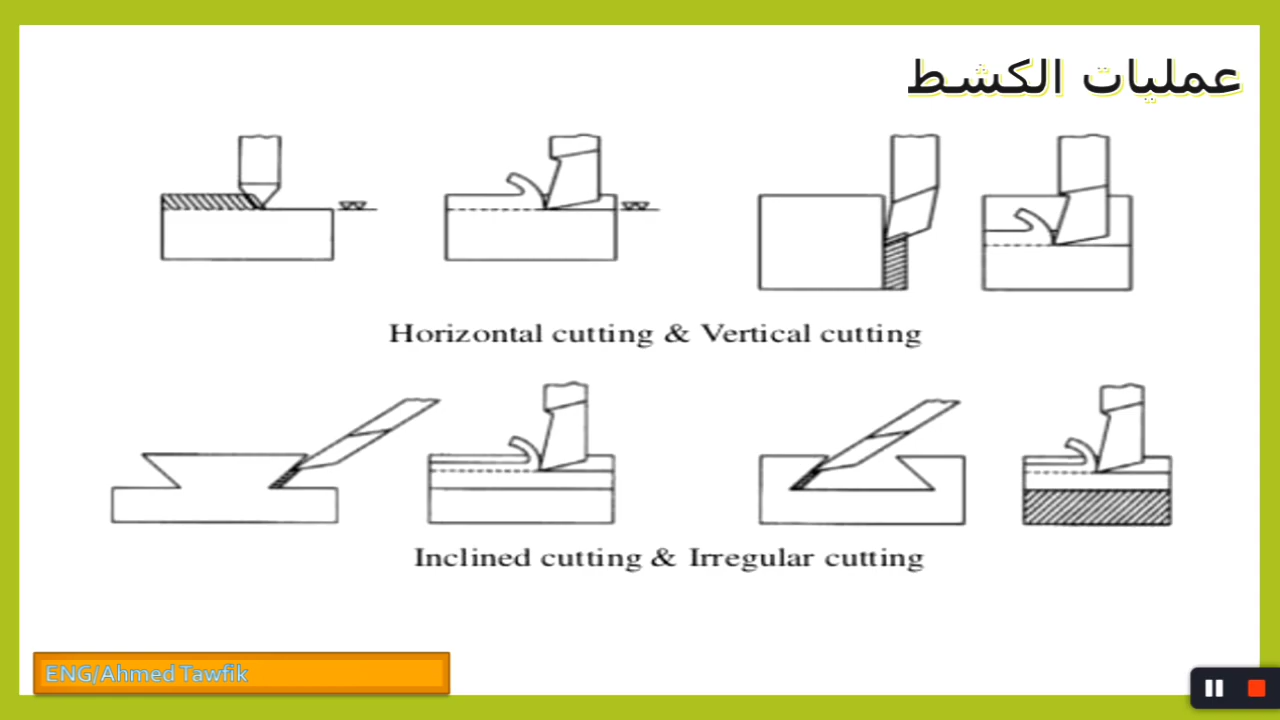 عمليات الكشط
Horizontal cutting & Vertical cutting
Inclined cutting & Irregular cutting
ENG/Ahmed Tawfik